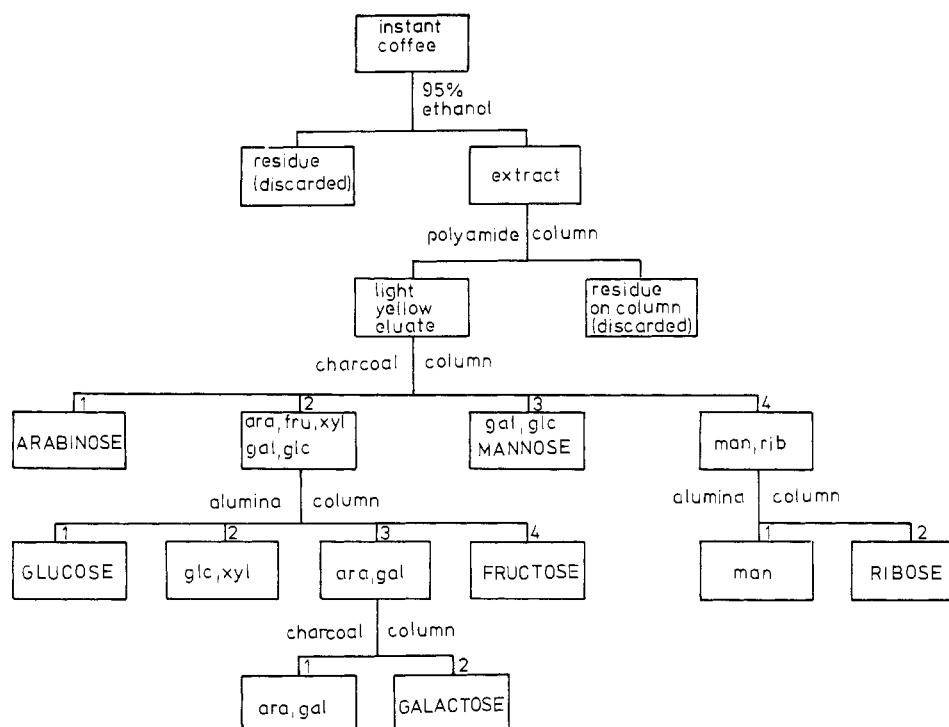 instant
coffee
95%
ethanol
residue
(discarded)
extract
polyamide column
light
yellow
eluate
residue
on column
(discarded)
charcoal column
1
2
3
4
ARABINOSE
ara, fru, xyl
gal, glc
gal, glc
MANNOSE
man, rib
alumina column
alumina column
1
2
3
4
1
2
GLUCOSE
glc, xyl
ara, gal
FRUCTOSE
man
RIBOSE
charcoal column
1
2
ara, gal
GALACTOSE